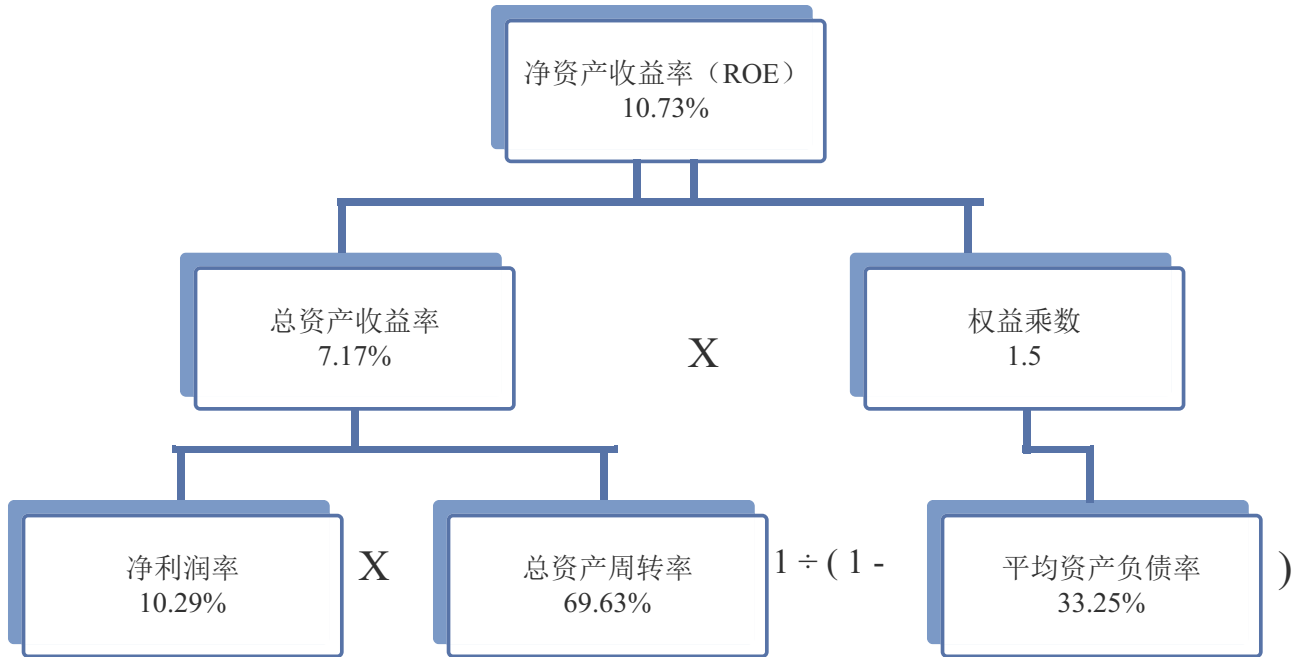 净资产收益率（ROE）
10.73%
总资产收益率
7.17%
X
权益乘数
1.5
净利润率
10.29%
X
总资产周转率
69.63%
1 ÷ ( 1 -
平均资产负债率
33.25%
)